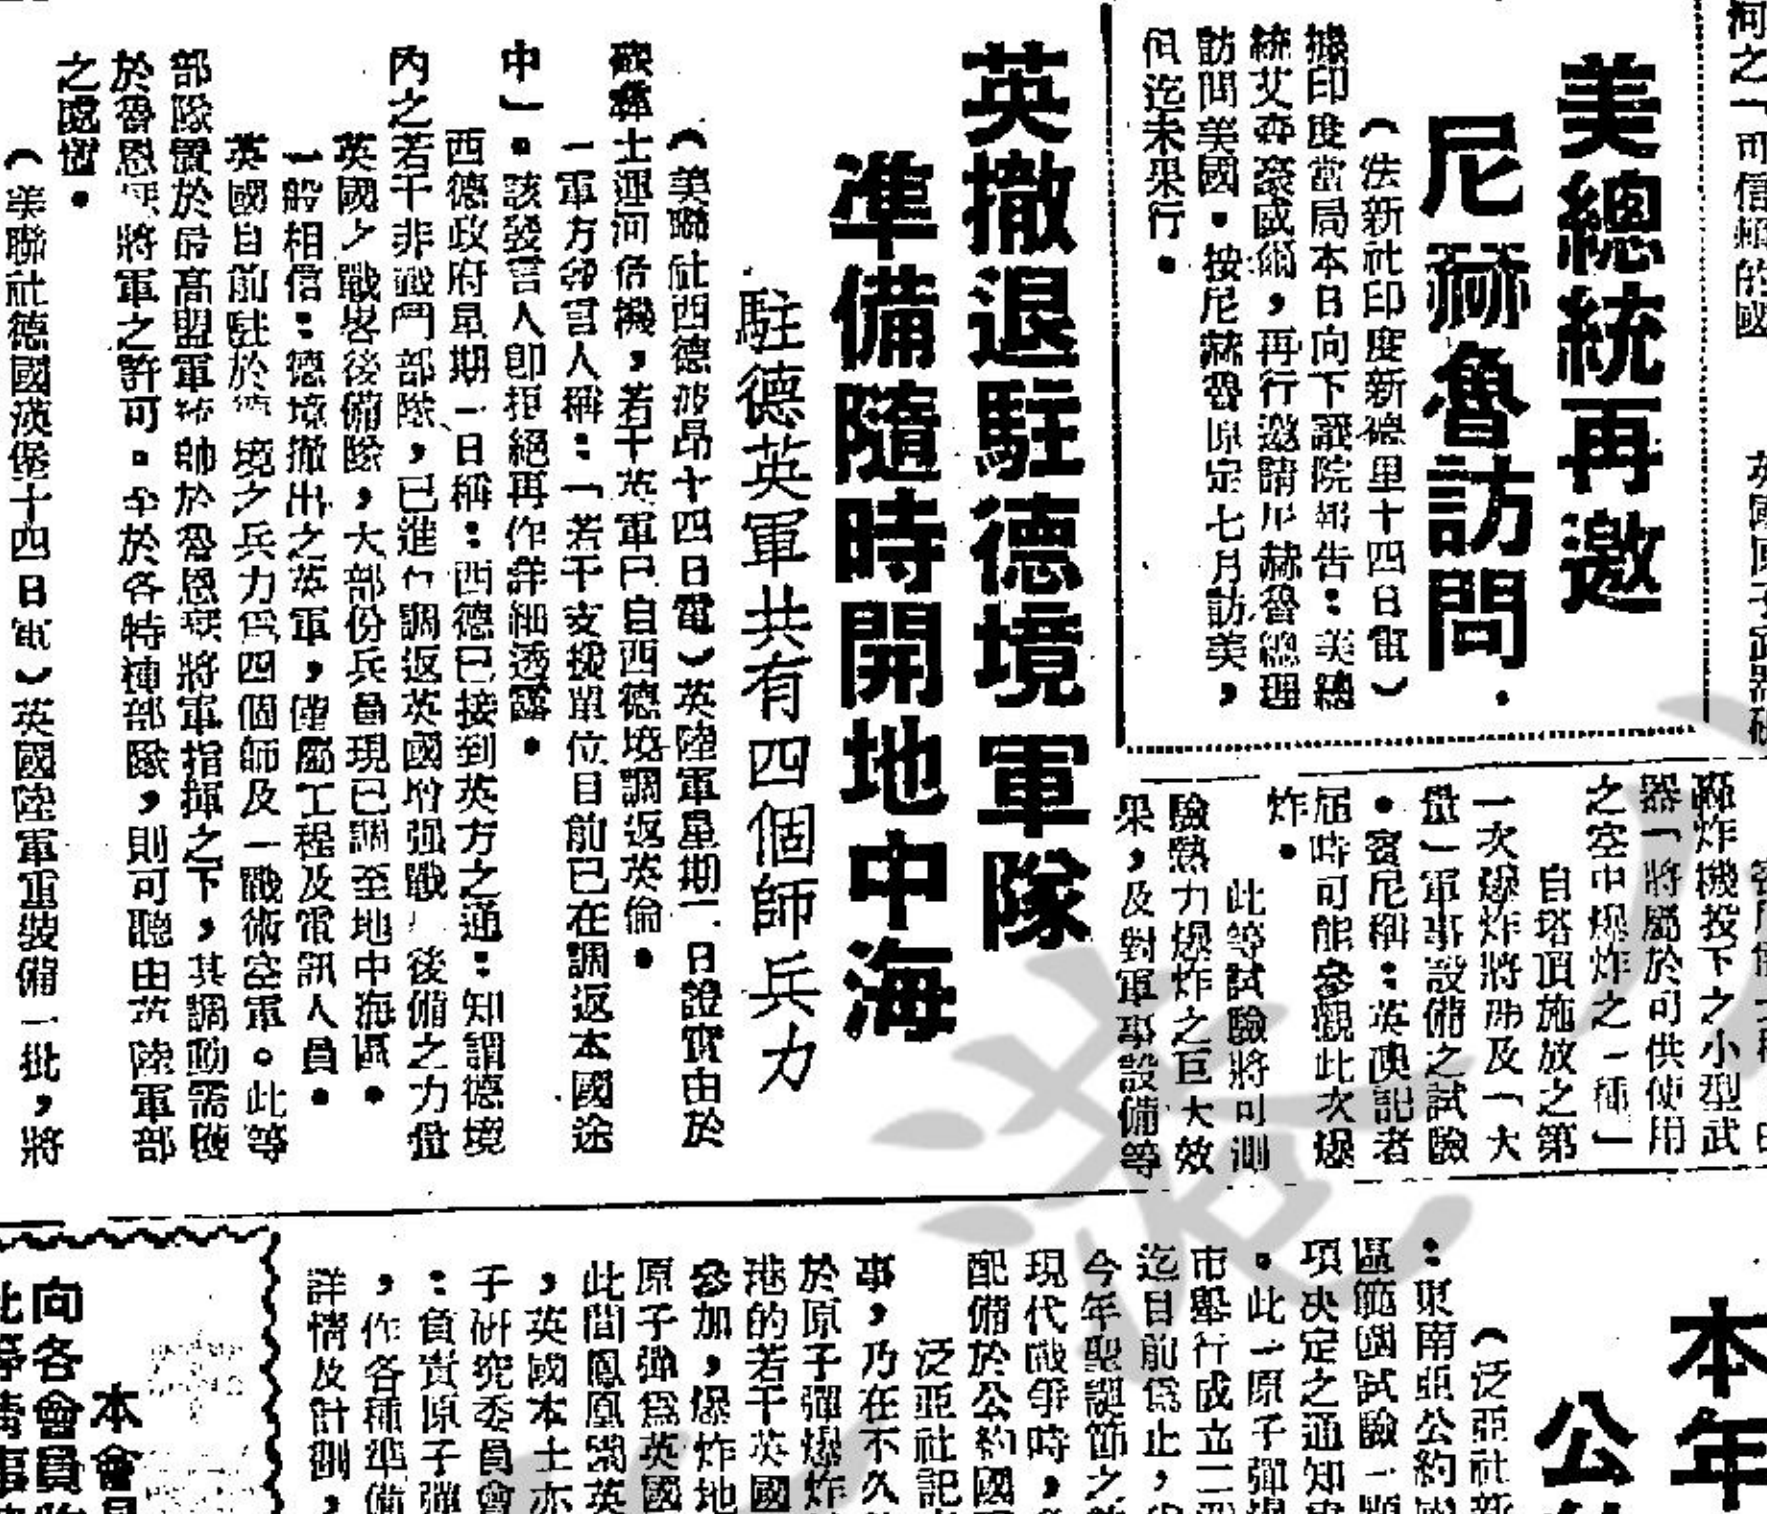 河之「可信賴的國
美總統再邀
尼赫魯訪問
（法新社印度新德里十四日電）
據印度當局本日向下議院報告：美總
統艾森豪威爾，再行邀請尼赫魯總理
訪問美國。按尼赫魯原定七月訪美，
但迄未果行。
轟炸機投下之小型武
器「將屬於可供使用
之空中爆炸之一種」
自塔頂施放之第
一次爆炸將涉及「大
量」軍事設備之試驗
。賓尼稱：英澳記者
屆時可能參觀此次爆
炸。
此等試驗將可測
驗熱力爆炸之巨大效
果，及對軍事設備等
英撤退駐德境軍隊
準備隨時開地中海
駐德英軍共有四個師兵力
（美聯社西德波昂十四日電）英陸軍星期二日證實由於
蘇彝士運河危機，若干英軍已自西德境調返英倫。
一軍方發言人稱：「若干支援單位目前已在調返本國途
中」。該發言人卽拒絕再作詳細透露。
西德政府星期一日稱：西德已接到英方之通知謂德境
內之若干非戰鬥部隊，已進行調返英國增强戰後備之力量
英國之戰畧後備隊，大部份兵員現已調至地中海區。
一般相信：德境撤出之英軍，僅屬工程及電訊人員。
英國目前駐於德境之兵力爲四個師及一戰術空軍。此等
部隊置於最高盟軍統帥於魯恩瑟將軍指揮之下，其調動需獲
於魯恩瑟將軍之許可。至於各特種部隊，則可聽由英陸軍部
之處置。
（美聯社德國漢堡十四日電）英國陸軍重裝備一批，將
本年
公
（泛亞社新
：東南亞公約
區範圍試驗一
項决定之通知
。此一原子彈爆
市舉行成立二
迄目前爲止，
今年聖誕節之
現代戰爭時，
配備於公約國
泛亞社記
事，乃在不久
於原子彈爆炸
港的若干英國
參加，爆炸地
原子彈爲英國
此間鳳凰
，英國本土亦
子研究委員會
：負責原子彈
，作各種準備
詳情及計劃，
本會
向各會員